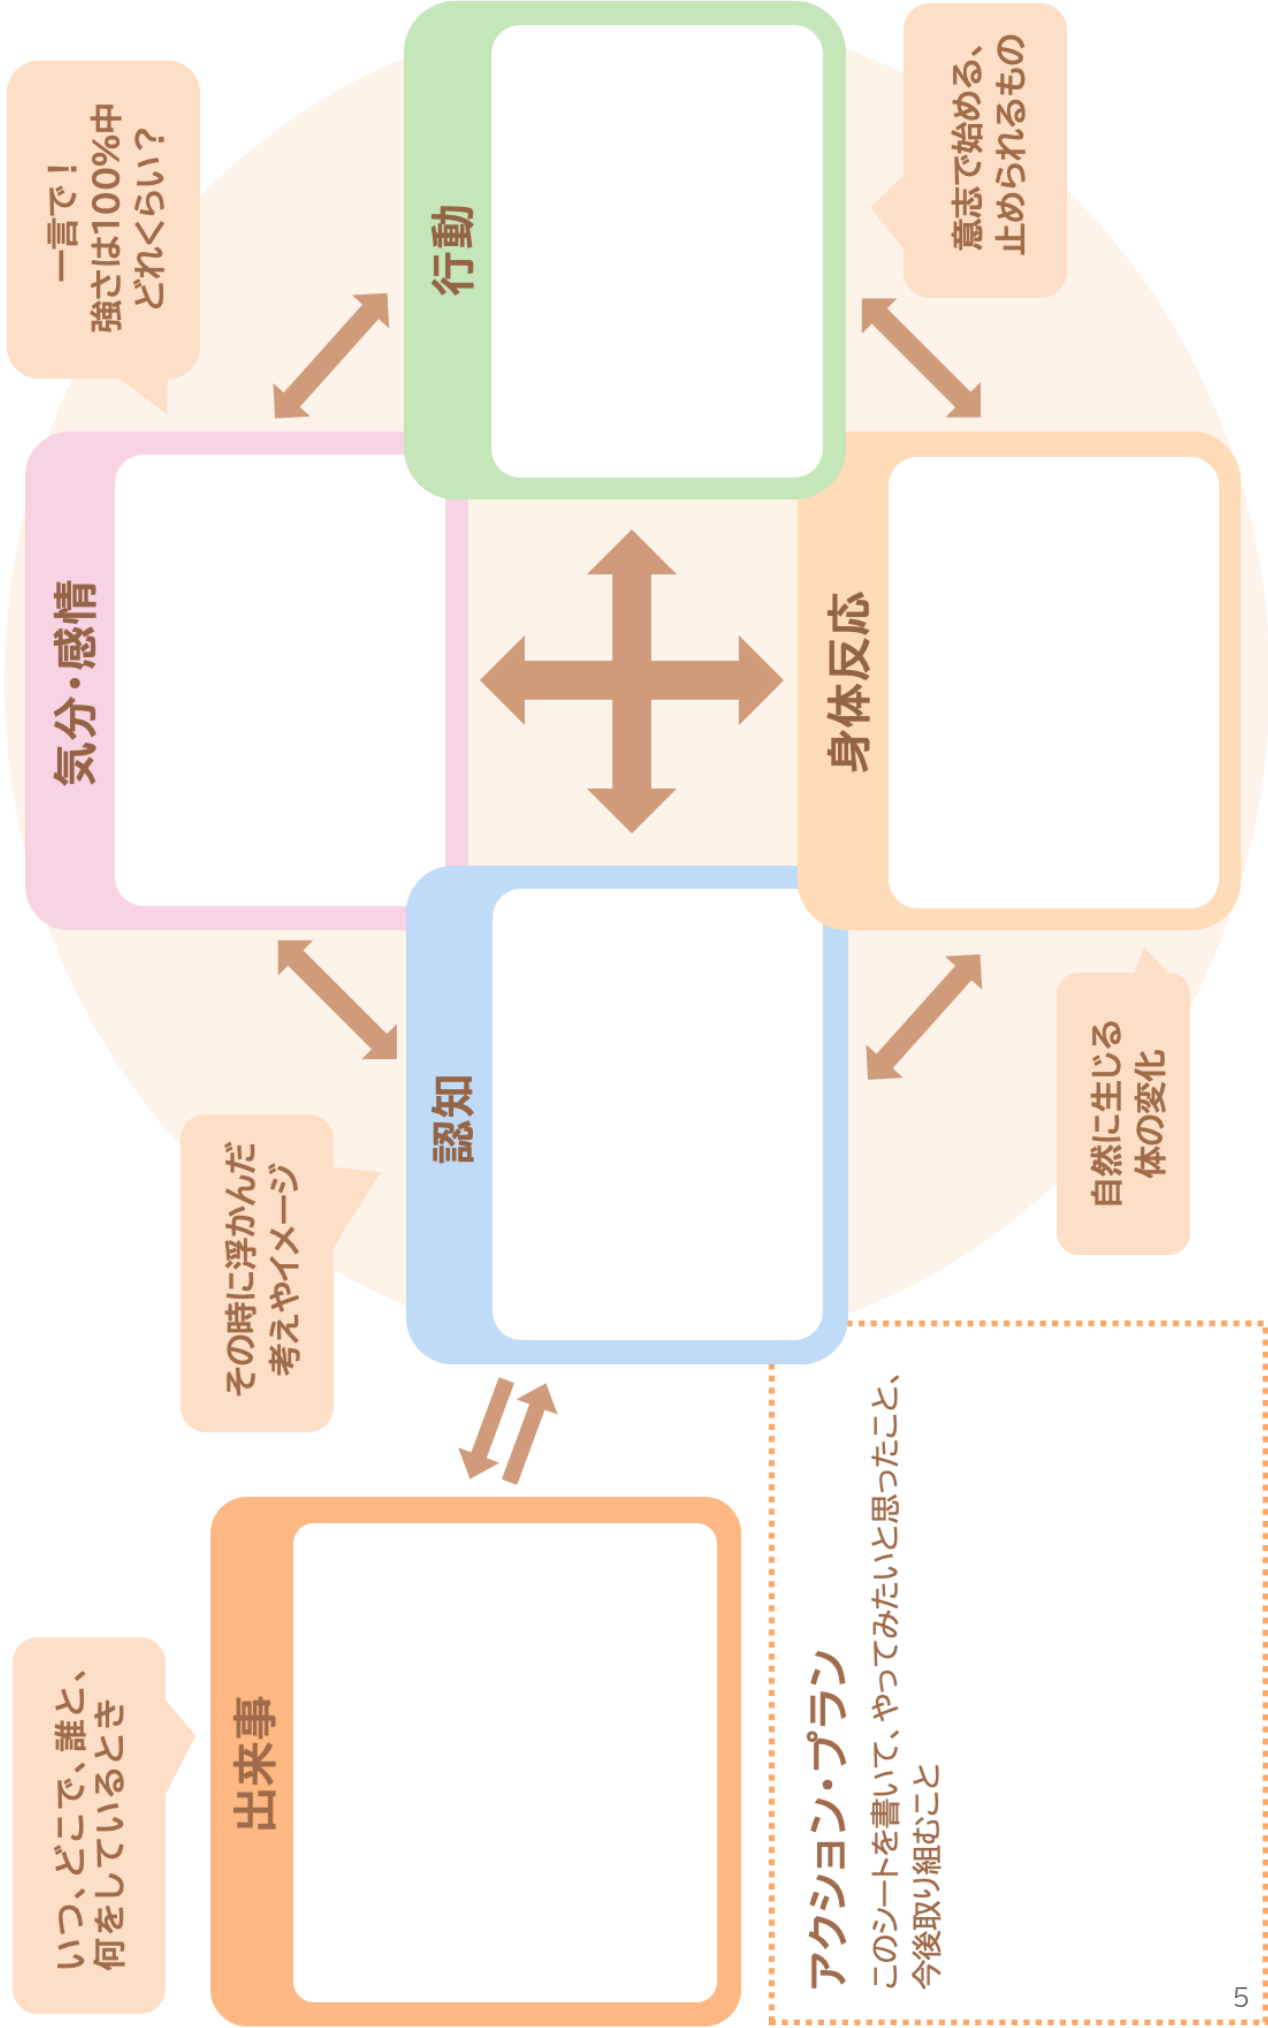 いつ、どこで、誰と、
何をしているとき
出来事
その時に浮かんだ
考えやイメージ
認知
一言で！
強さは100%中
どれくらい？
気分・感情
行動
意志で始める、
止められるもの
身体反応
自然に生じる
体の変化
アクション・プラン
このシートを書いて、やってみたいと思ったこと、
今後取り組むこと
5